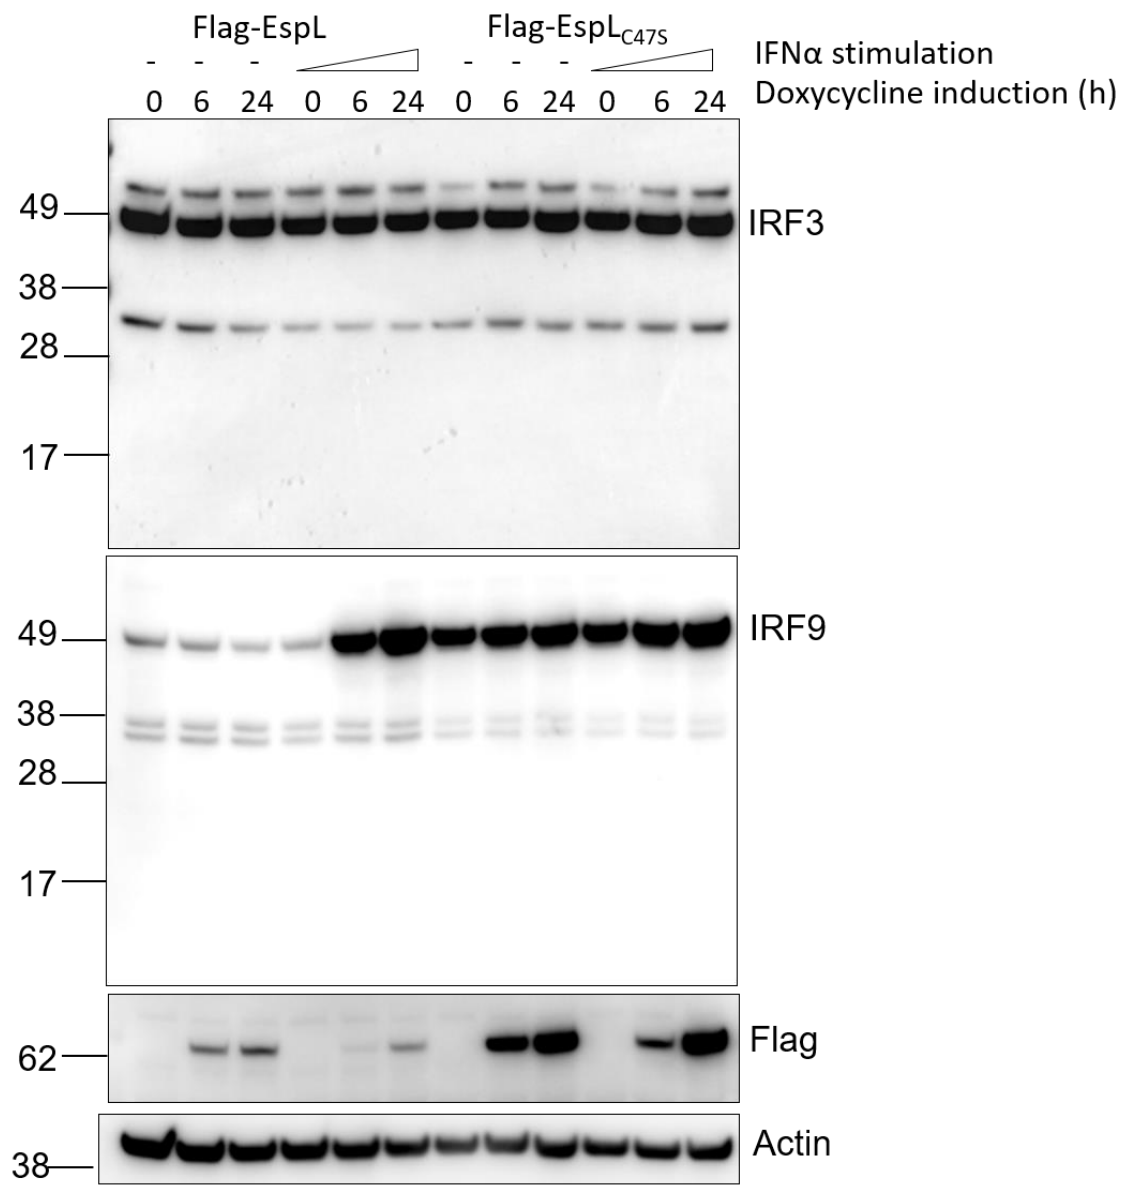 Flag-EspL Flag-EspLC47S
- - - - - - IFNα stimulation
0 6 24 0 6 24 0 6 24 0 6 24 Doxycycline induction (h)
49 IRF3
38
28
17
49 IRF9
38
28
17
62 Flag
38 Actin